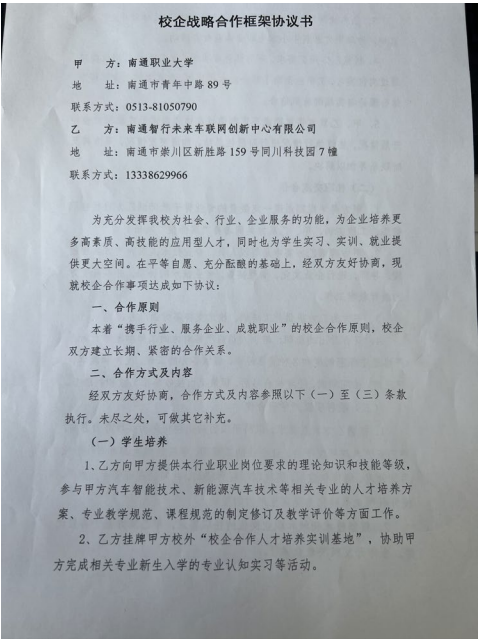 校企战略合作框架协议书
甲 方：南通职业大学
地 址：南通市青年中路 89 号
联系方式：0513-81050790
乙 方：南通智行未来车联网创新中心有限公司
地 址：南通市崇川区新胜路 159 号同川科技园 7 幢
联系方式：13338629966
为充分发挥我校为社会、行业、企业服务的功能，为企业培养更
多高素质、高技能的应用型人才，同时也为学生实习、实训、就业提
供更大空间。在平等自愿、充分酝酿的基础上，经双方友好协商，现
就校企合作事项达成如下协议：
一、合作原则
本着“携手行业、服务企业、成就职业”的校企合作原则，校企
双方建立长期、紧密的合作关系。
二、合作方式及内容
经双方友好协商，合作方式及内容参照以下（一）至（三）条款
执行。未尽之处，可做其它补充。
（一）学生培养
1、乙方向甲方提供本行业职业岗位要求的理论知识和技能等级，
参与甲方汽车智能技术、新能源汽车技术等相关专业的人才培养方
案、专业教学规范、课程规范的制定修订及教学评价等方面工作。
2、乙方挂牌甲方校外“校企合作人才培养实训基地”，协助甲
方完成相关专业新生入学的专业认知实习等活动。